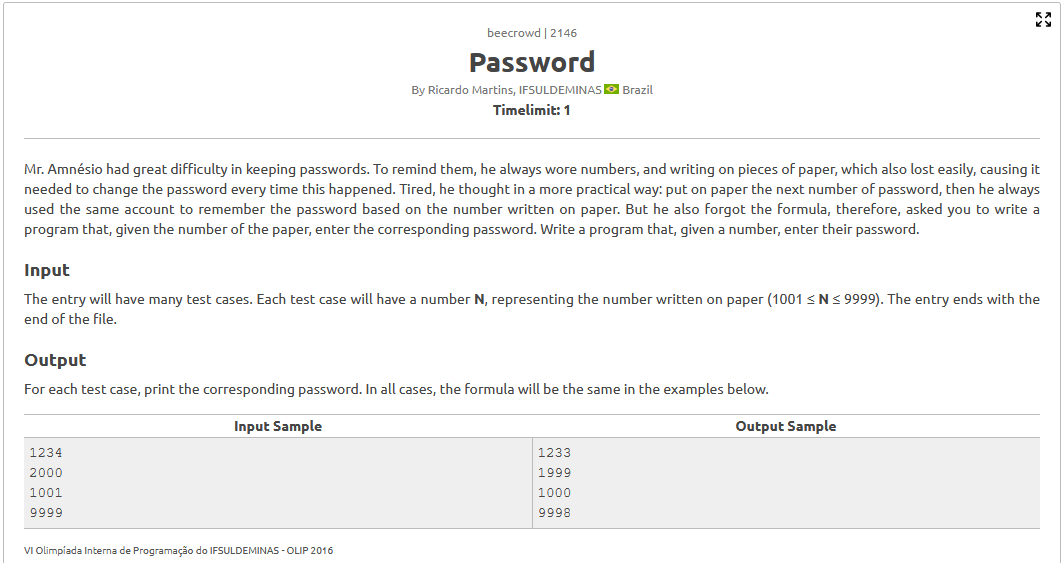 beecrowd | 2146
Password
By Ricardo Martins, IFSULDEMINAS Brazil
Timelimit: 1
Mr. Amnésio had great difficulty in keeping passwords. To remind them, he always wore numbers, and writing on pieces of paper, which also lost easily, causing it
needed to change the password every time this happened. Tired, he thought in a more practical way: put on paper the next number of password, then he always
used the same account to remember the password based on the number written on paper. But he also forgot the formula, therefore, asked you to write a
program that, given the number of the paper, enter the corresponding password. Write a program that, given a number, enter their password.
Input
The entry will have many test cases. Each test case will have a number N, representing the number written on paper (1001 ≤ N ≤ 9999). The entry ends with the
end of the file.
Output
For each test case, print the corresponding password. In all cases, the formula will be the same in the examples below.
Input Sample Output Sample
1234 1233
2000 1999
1001 1000
9999 9998
VI Olimpíada Interna de Programação do IFSULDEMINAS - OLIP 2016